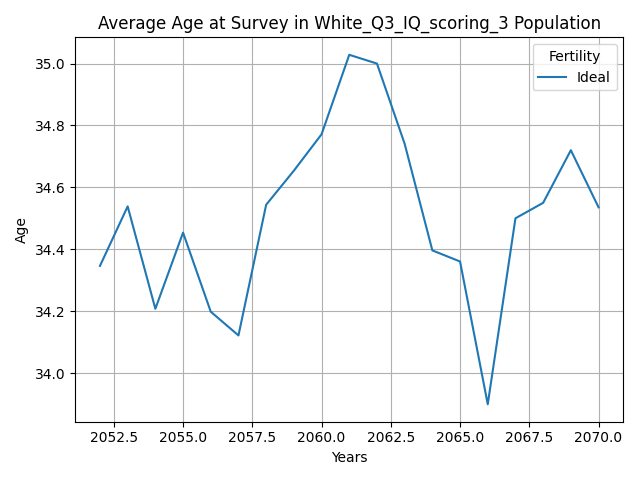 Average Age at Survey in White_Q3_IQ_scoring_3 Population
Fertility
Ideal
35.0
34.8
34.6
34.4
34.2
34.0
Age
2052.5 2055.0 2057.5 2060.0 2062.5 2065.0 2067.5 2070.0
Years